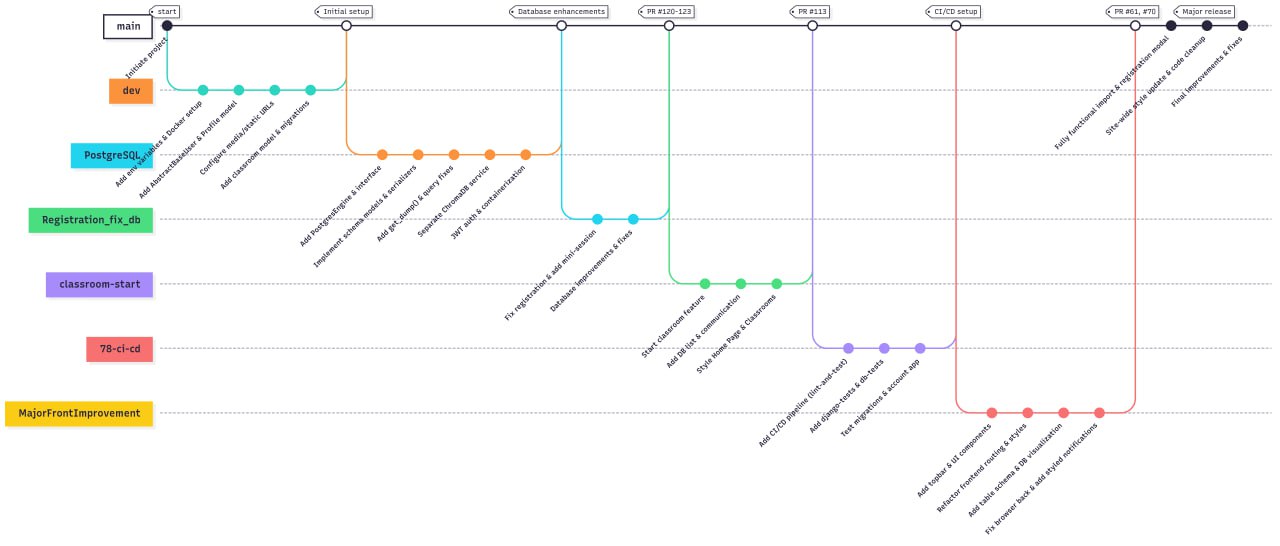 start
Initial setup
Database enhancements
PR #120-123
PR #113
CI/CD setup
PR #61, #70
Major release
main
Initiate project
Fully functional import & registration modal
Site-wide style update & code cleanup
Final improvements & fixes
dev
Add env variables & Docker setup
Add AbstractBaseUser & Profile model
Configure media/static URLs
Add classroom model & migrations
PostgreSQL
Add PostgresEngine & interface
Implement schema models & serializers
Add get_dump() & query fixes
Separate ChromaDB service
JWT auth & containerization
Registration_fix_db
Fix registration & add mini-session
Database improvements & fixes
classroom-start
Start classroom feature
Add DB list & communication
Style Home Page & Classrooms
78-ci-cd
Add CI/CD pipeline (lint-and-test)
Add django-tests & db-tests
Test migrations & account app
MajorFrontImprovement
Add topbar & UI components
Refactor frontend routing & styles
Add table schema & DB visualization
Fix browser back & add styled notifications